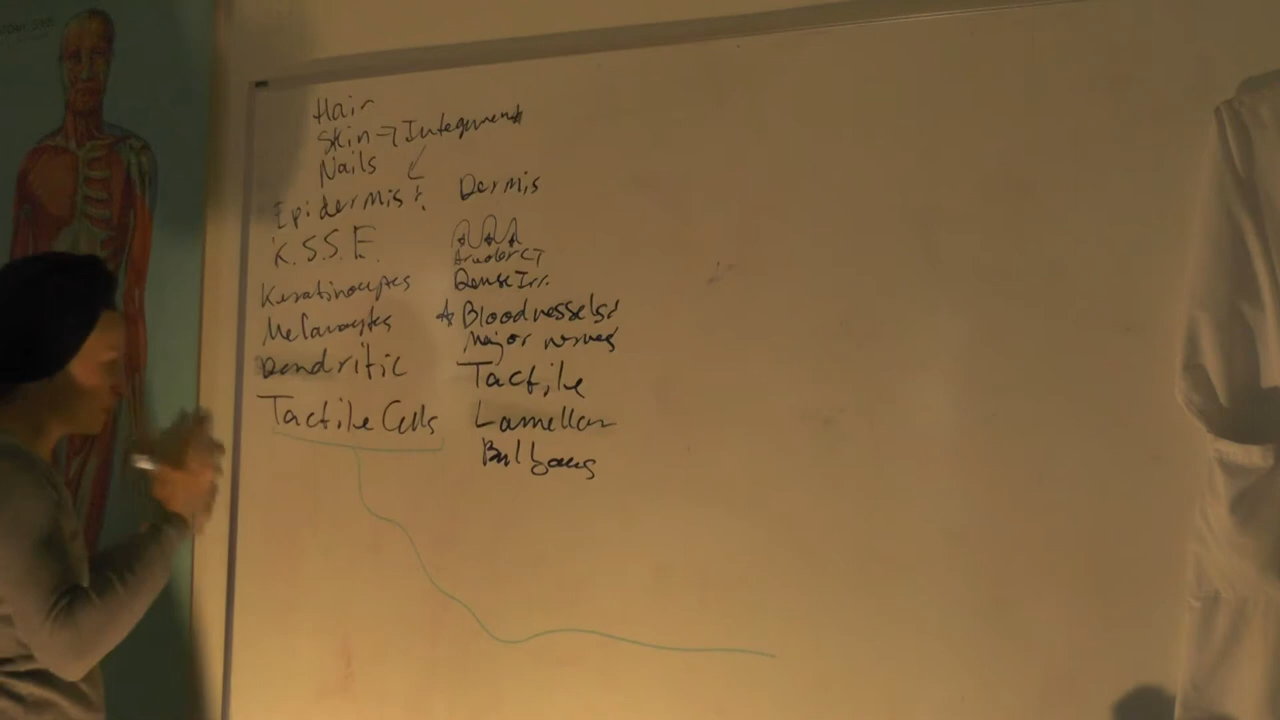 Hair
Skin → Integument
Nails
Epidermis:
K.S.S.E.
Keratinocytes
Melanocytes
Dendritic
Tactile Cells
Dermis
Areolar CT
Dense Irr.
* Blood vessels &
Major nerves
Tactile
Lamellar
Bulbous